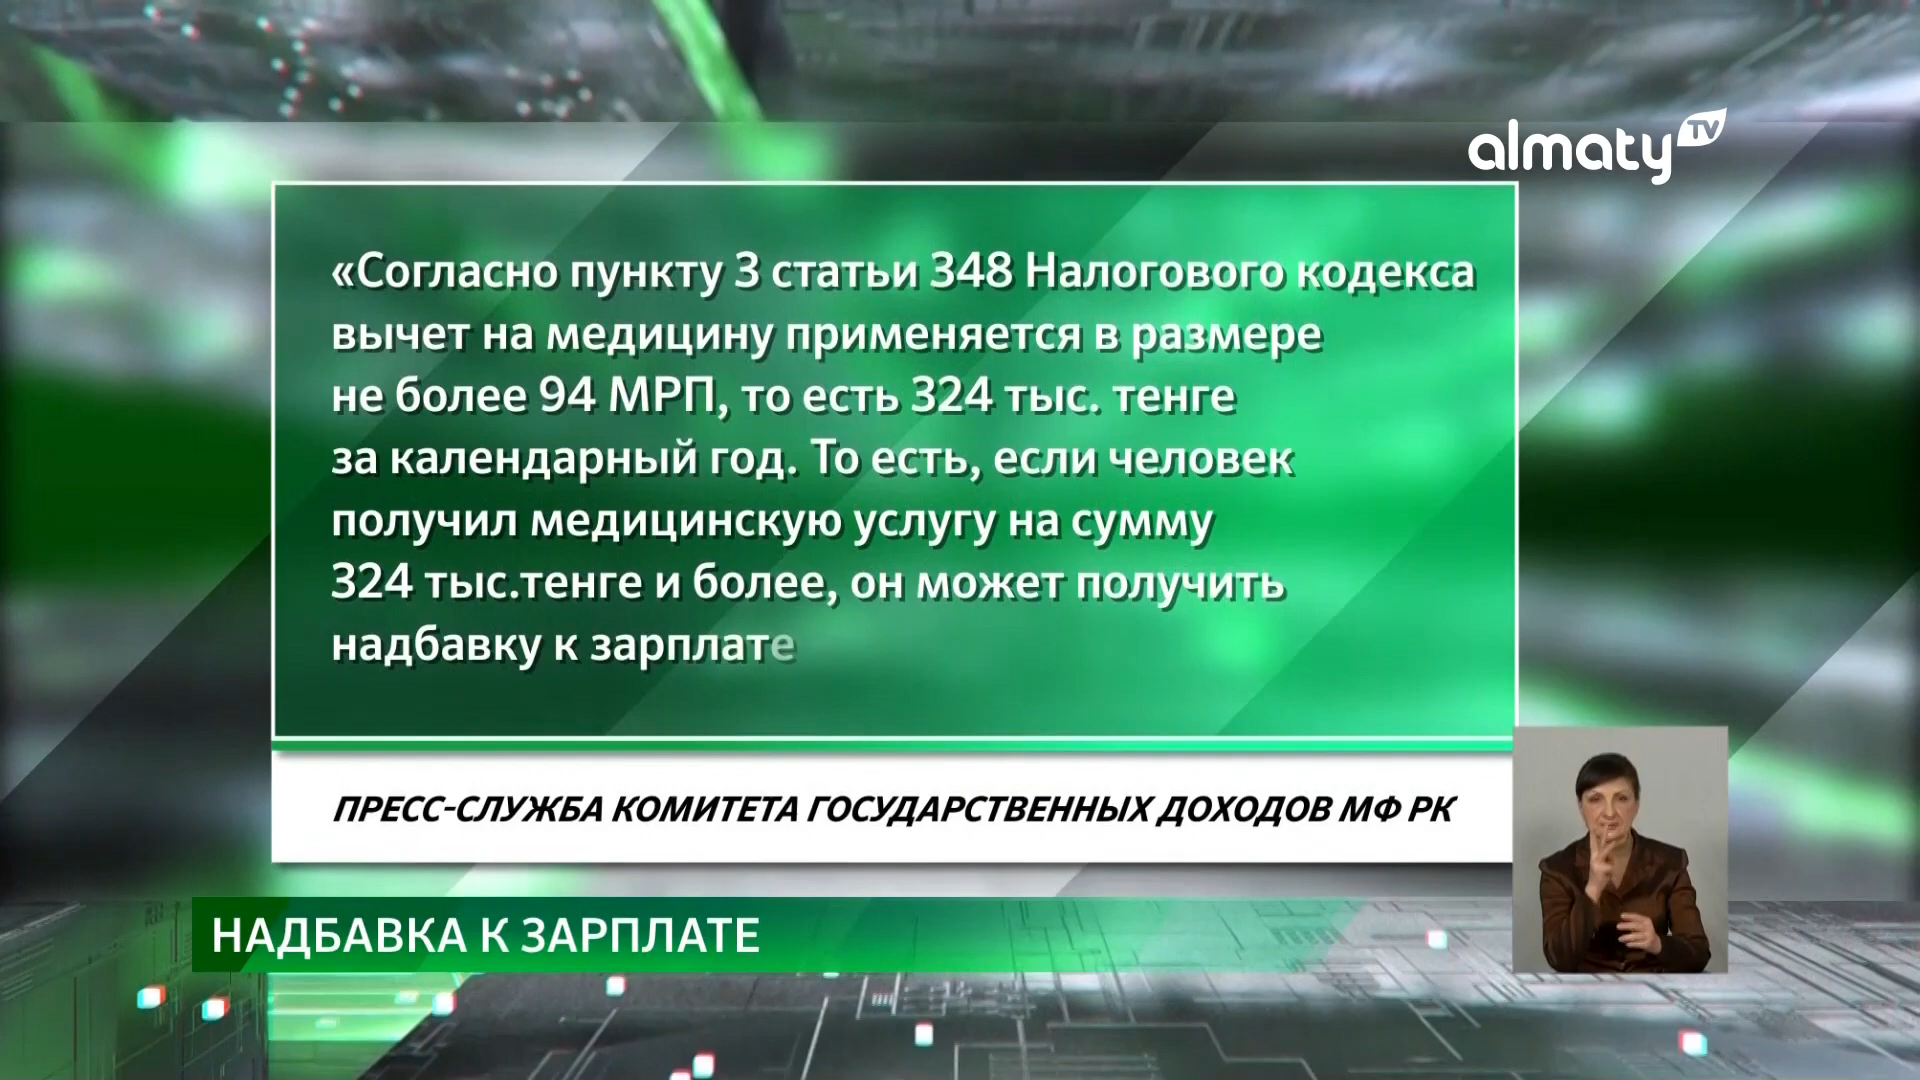 almaty TV
«Согласно пункту 3 статьи 348 Налогового кодекса
вычет на медицину применяется в размере
не более 94 МРП, то есть 324 тыс. тенге
за календарный год. То есть, если человек
получил медицинскую услугу на сумму
324 тыс.тенге и более, он может получить
надбавку к зарплате
ПРЕСС-СЛУЖБА КОМИТЕТА ГОСУДАРСТВЕННЫХ ДОХОДОВ МФ РК
НАДБАВКА К ЗАРПЛАТЕ